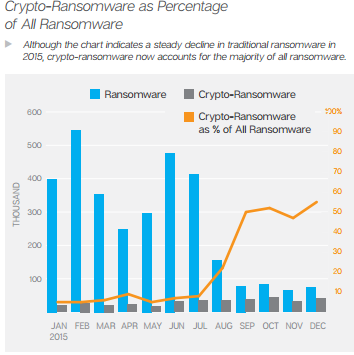 Crypto-Ransomware as Percentage
of All Ransomware
Although the chart indicates a steady decline in traditional ransomware in
2015, crypto-ransomware now accounts for the majority of all ransomware.
Ransomware
Crypto-Ransomware
Crypto-Ransomware
as % of All Ransomware
THOUSAND
600
500
400
300
200
100
100%
90
80
70
60
50
40
30
20
10
JAN FEB MAR APR MAY JUN JUL AUG SEP OCT NOV DEC
2015